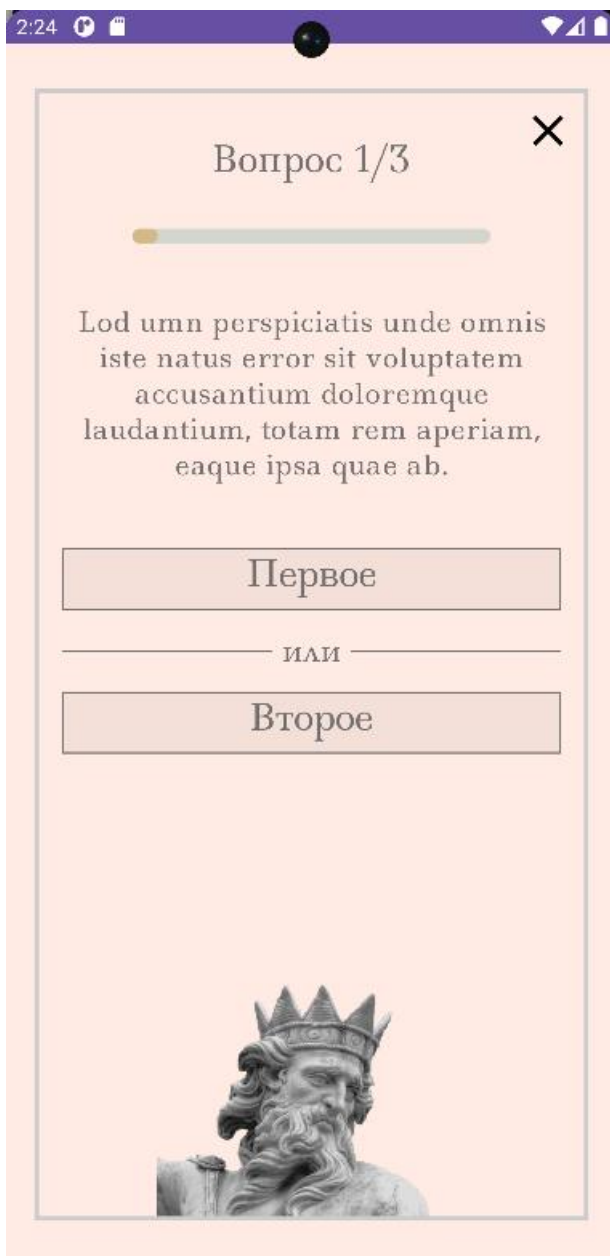 2:24
Вопрос 1/3
Lod umn perspiciatis unde omnis
iste natus error sit voluptatem
accusantium doloremque
laudantium, totam rem aperiam,
eaque ipsa quae ab.
Первое
или
Второе